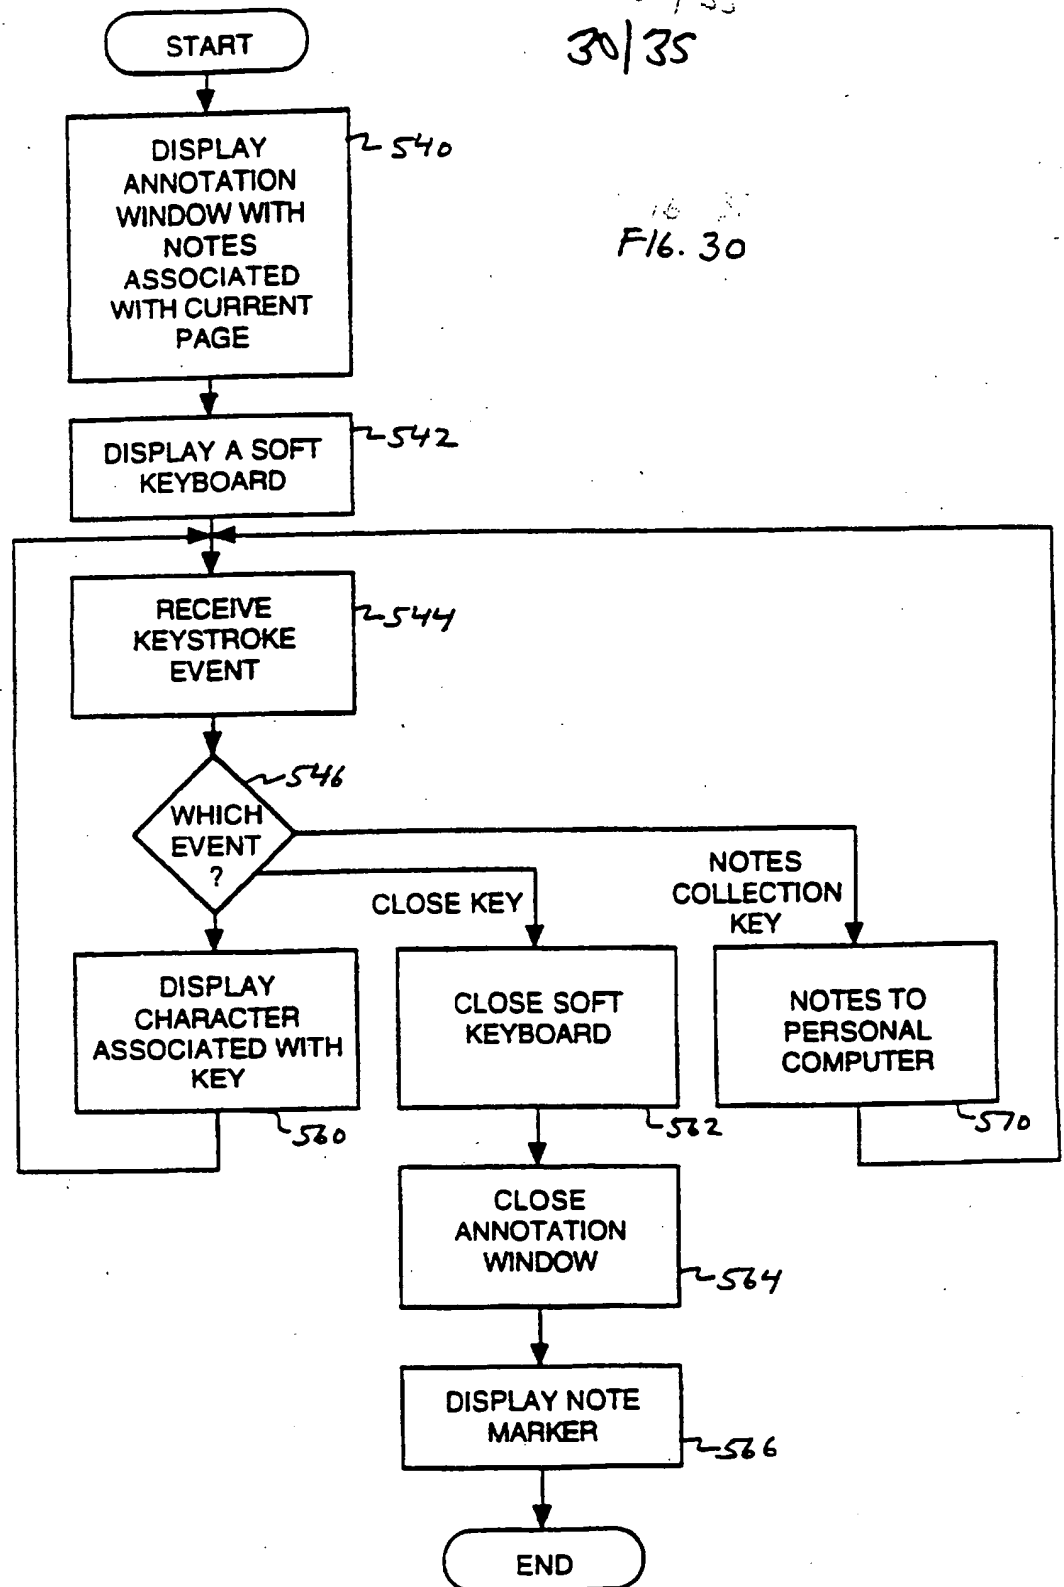 30/35
START
DISPLAY
ANNOTATION
WINDOW WITH
NOTES
ASSOCIATED
WITH CURRENT
PAGE
540
FIG. 30
DISPLAY A SOFT
KEYBOARD
542
RECEIVE
KEYSTROKE
EVENT
544
WHICH
EVENT
?
546
CLOSE KEY
NOTES
COLLECTION
KEY
DISPLAY
CHARACTER
ASSOCIATED WITH
KEY
560
CLOSE SOFT
KEYBOARD
562
NOTES TO
PERSONAL
COMPUTER
570
CLOSE
ANNOTATION
WINDOW
564
DISPLAY NOTE
MARKER
566
END